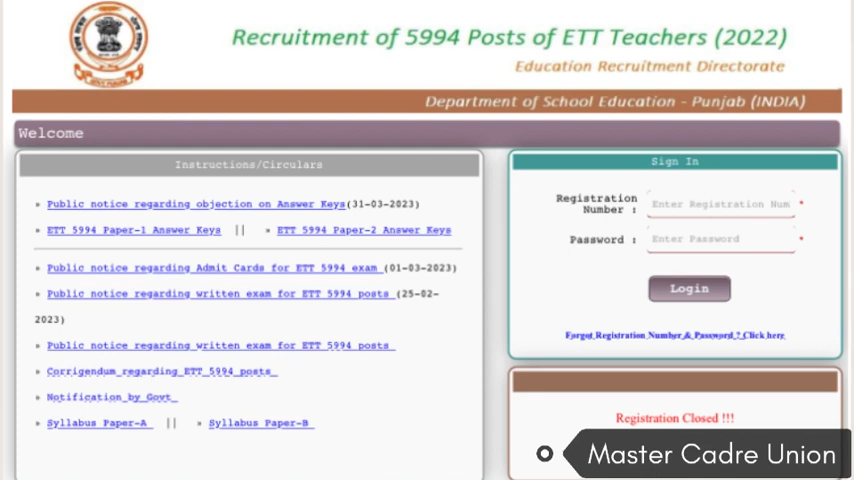 Recruitment of 5994 Posts of ETT Teachers (2022)
Education Recruitment Directorate
Department of School Education - Punjab (INDIA)
Welcome
Instructions/Circulars
» Public notice regarding objection on Answer Keys(31-03-2023)
» ETT 5994 Paper-1 Answer Keys || » ETT 5994 Paper-2 Answer Keys
» Public notice regarding Admit Cards for ETT 5994 exam (01-03-2023)
» Public notice regarding written exam for ETT 5994 posts (25-02-
2023)
» Public notice regarding written exam for ETT 5994 posts
» Corrigendum regarding ETT 5994 posts
» Notification by Govt
» Syllabus Paper-A || » Syllabus Paper-B
Sign In
Registration
Number :
Enter Registration Num *
Password : Enter Password *
Login
Forgot Registration Number & Password ? Click here
Registration Closed !!!
Master Cadre Union